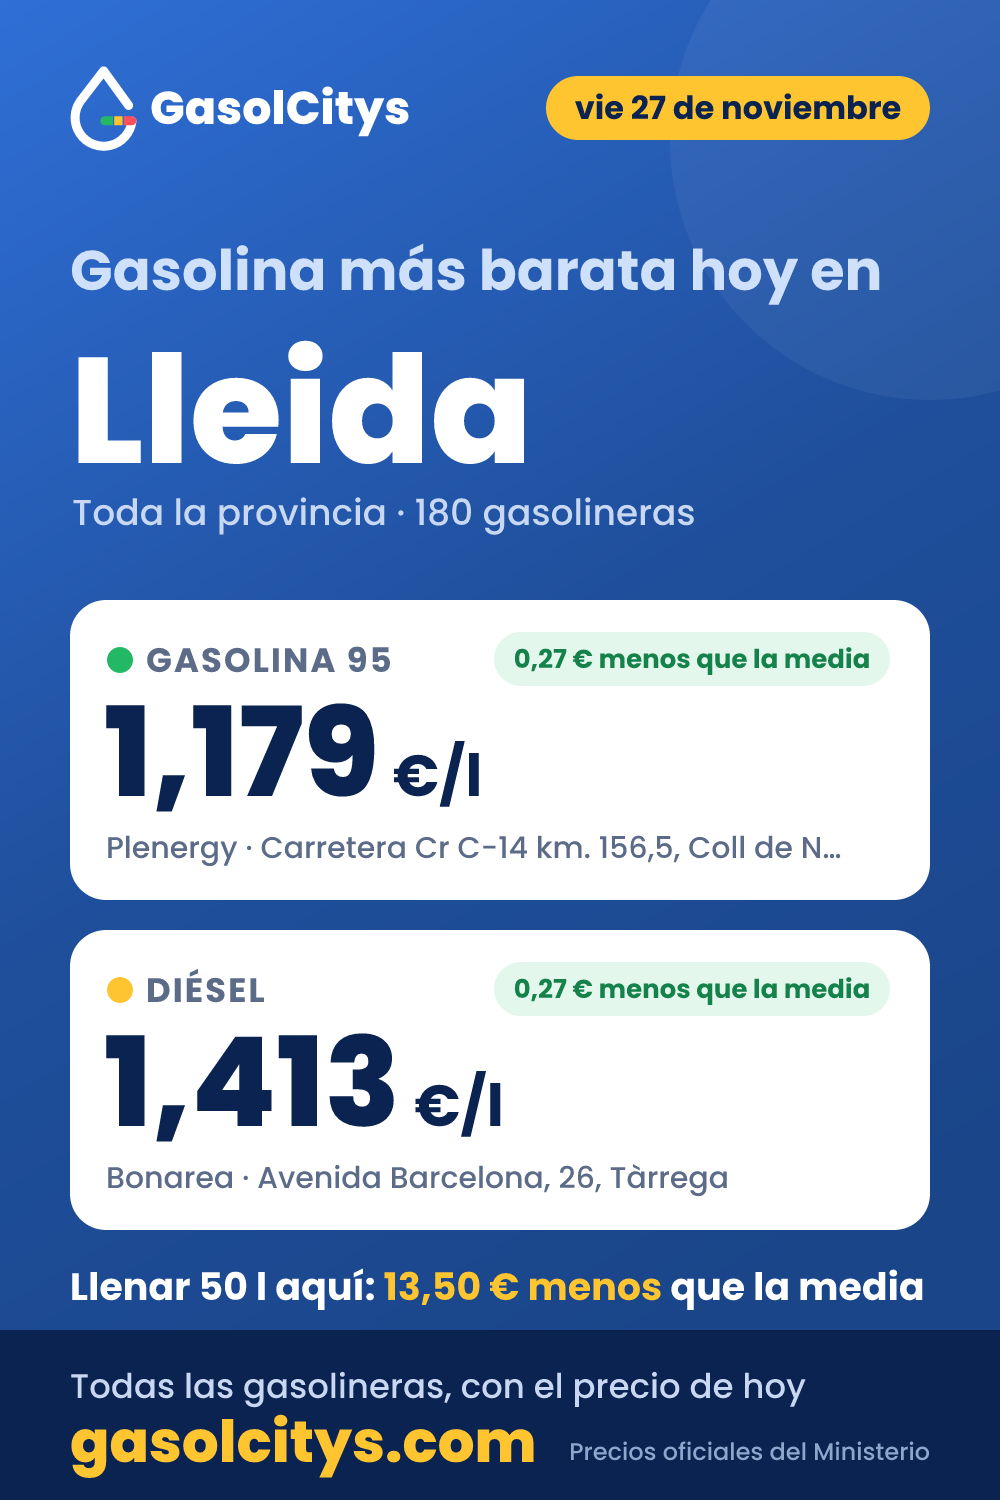 GasolCitys
vie 27 de noviembre
Gasolina más barata hoy en
Lleida
Toda la provincia · 180 gasolineras
GASOLINA 95
0,27 € menos que la media
1,179 €/l
Plenergy · Carretera Cr C-14 km. 156,5, Coll de N...
DIÉSEL
0,27 € menos que la media
1,413 €/l
Bonarea · Avenida Barcelona, 26, Tàrrega
Llenar 50 l aquí: 13,50 € menos que la media
Todas las gasolineras, con el precio de hoy
gasolcitys.com
Precios oficiales del Ministerio